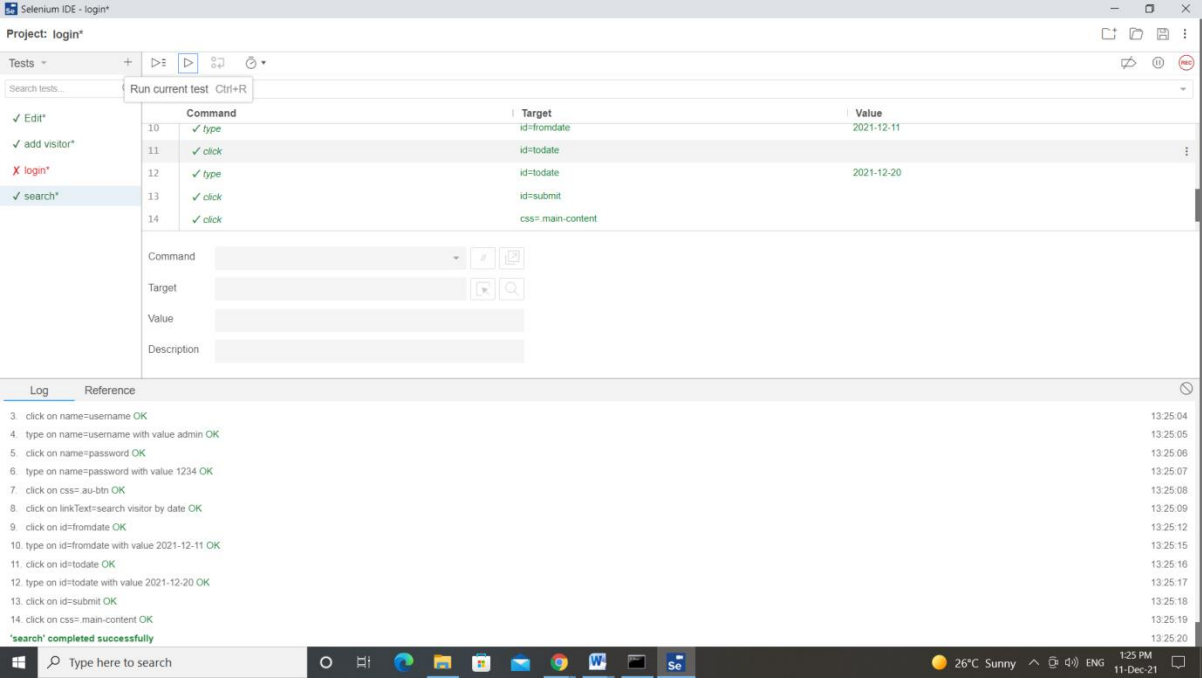 Selenium IDE - login*
Project: login*
Tests
Search tests...
Run current test Ctrl+R
Command Target Value
✓ Edit*
✓ add visitor*
✗ login*
✓ search*
10 ✓ type id=fromdate 2021-12-11
11 ✓ click id=todate
12 ✓ type id=todate 2021-12-20
13 ✓ click id=submit
14 ✓ click css=.main-content
Command
//
Target
Value
Description
Log Reference
3. click on name=username OK 13:25:04
4. type on name=username with value admin OK 13:25:05
5. click on name=password OK 13:25:06
6. type on name=password with value 1234 OK 13:25:07
7. click on css=.au-btn OK 13:25:08
8. click on linkText=search visitor by date OK 13:25:09
9. click on id=fromdate OK 13:25:12
10. type on id=fromdate with value 2021-12-11 OK 13:25:15
11. click on id=todate OK 13:25:16
12. type on id=todate with value 2021-12-20 OK 13:25:17
13. click on id=submit OK 13:25:18
14. click on css=.main-content OK 13:25:19
'search' completed successfully 13:25:20
Type here to search
26°C Sunny ENG 1:25 PM
11-Dec-21
REC
Se